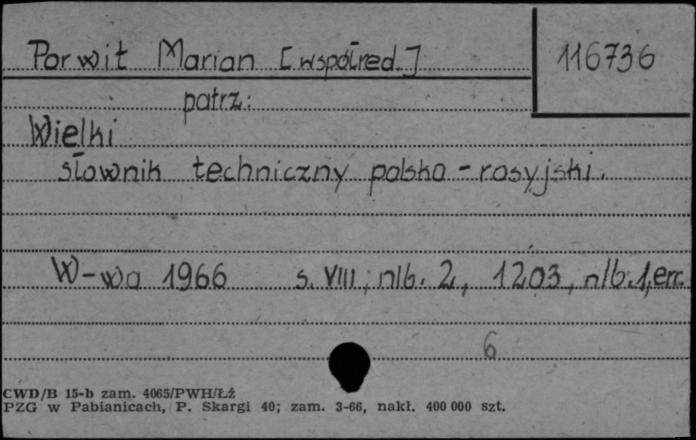 Porwit Marian [współred.]
116736
patrz:
Wielki
słownik techniczny polsko-rosyjski.
W-wa 1966 s. VIII, nlb. 2, 1203, nlb. 1, err.
6
CWD/B 15-b zam. 4065/PWH/Łź
PZG w Pabianicach, P. Skargi 40; zam. 3-66, nakł. 400 000 szt.